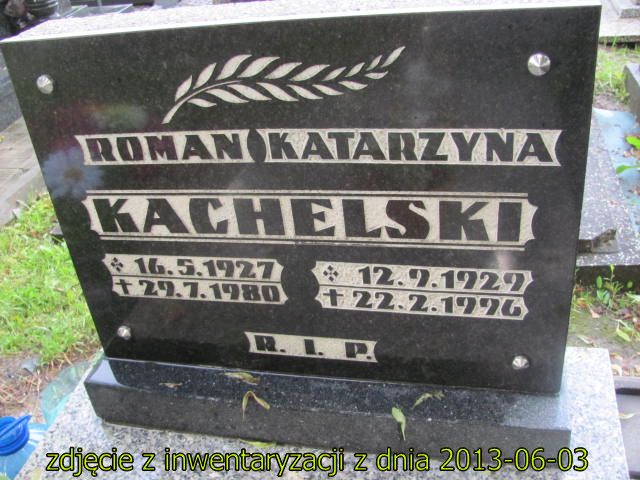 ROMAN KATARZYNA
KACHELSKI
16.5.1927 12.9.1929
29.7.1980 22.2.1996
R. I. P.
zdjęcie z inwentaryzacji z dnia 2013-06-03